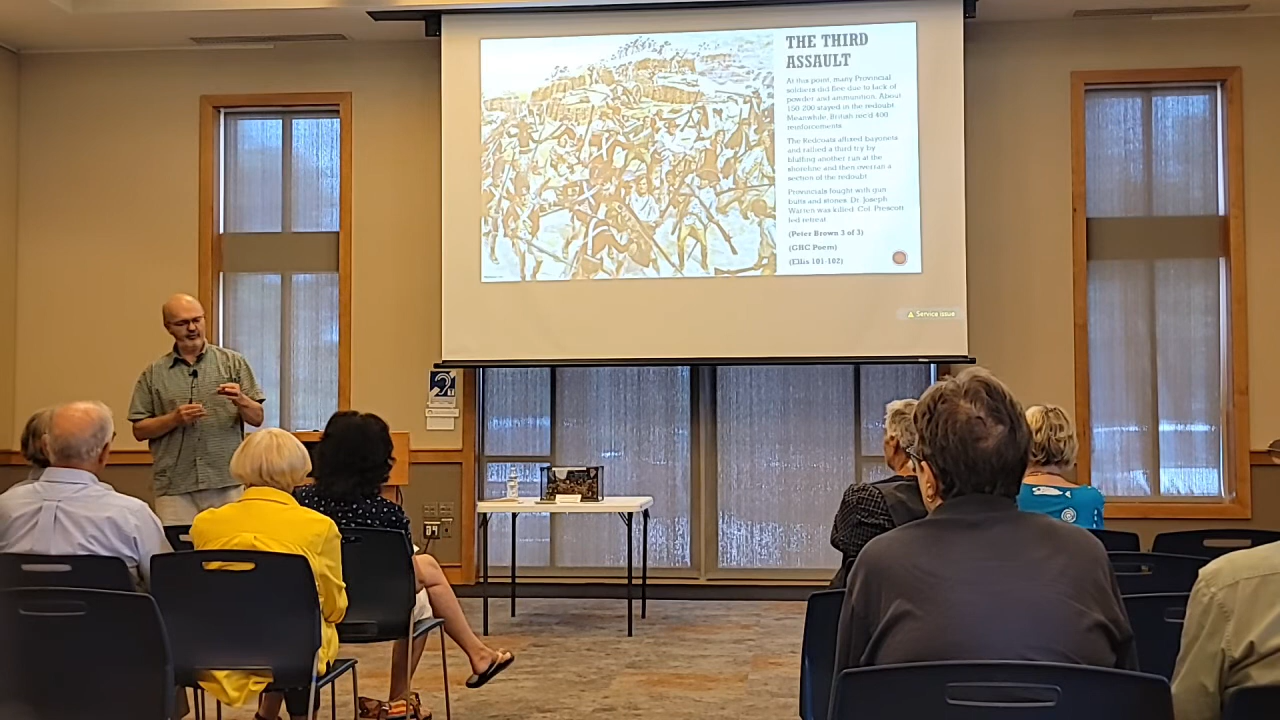 THE THIRD
ASSAULT
At this point, many Provincial
soldiers did flee due to lack of
powder and ammunition. About
150-200 stayed in the redoubt.
Meanwhile, British rec'd 400
reinforcements.
The Redcoats affixed bayonets
and rallied a third try by
bluffing another run at the
shoreline and then overran a
section of the redoubt.
Provincials fought with gun
butts and stones. Dr. Joseph
Warren was killed. Col. Prescott
led retreat.
(Peter Brown 3 of 3)
(GHC Poem)
(Ellis 101-102)
Service issue